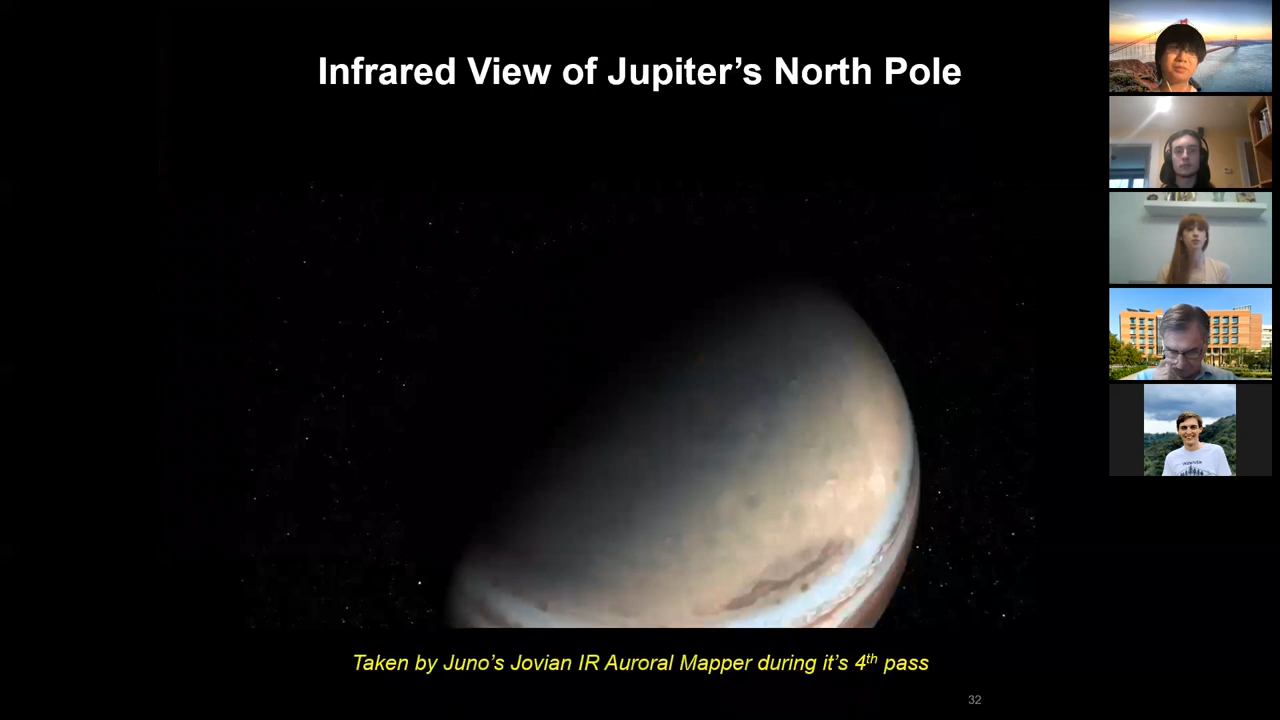 Infrared View of Jupiter’s North Pole
Taken by Juno’s Jovian IR Auroral Mapper during it’s 4th pass
32